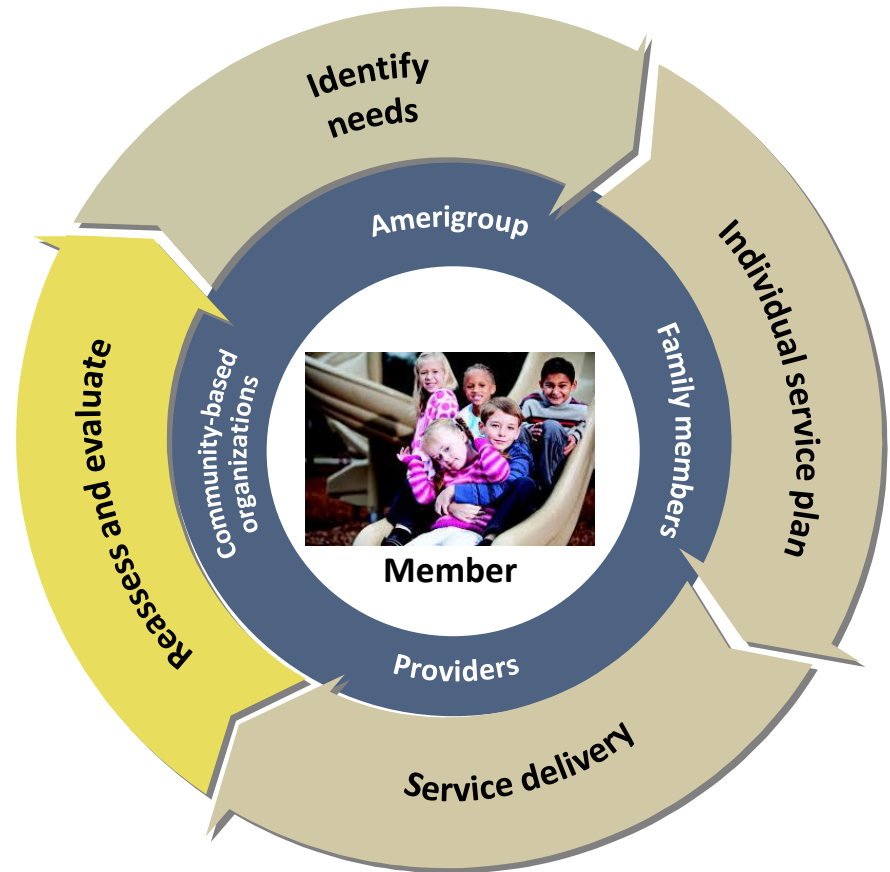 Identify
needs
Amerigroup
Individual service plan
Family members
Community-based
organizations
Reassess and evaluate
Member
Providers
Service delivery